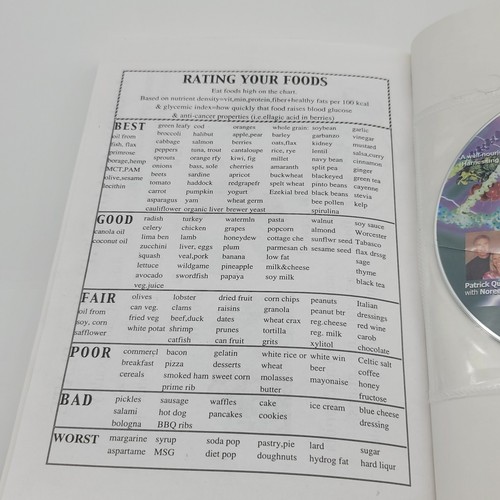 RATING YOUR FOODS
Eat foods high on the chart.
Based on nutrient density=vit,min,protein,fiber+healthy fats per 100 kcal
& glycemic index=how quickly that food raises blood glucose
& anti-cancer properties (i.e.ellagic acid in berries)
BEST green leafy cod oranges whole grain: soybean garlic
oil from broccoli halibut apple,pear barley garbanzo vinegar
fish, flax cabbage salmon berries oats,flax kidney mustard
primrose peppers tuna, trout cantaloupe rice, rye lentil salsa,curry
borage,hemp sprouts orange rfy kiwi, fig millet navy bean cinnamon
MCT,PAM onions bass, sole cherries amaranth split pea ginger
olive,sesame beets sardine apricot buckwheat blackeyed green tea
lecithin tomato haddock redgrapefr spelt wheat pinto beans cayenne
carrot pumpkin yogurt Ezekial bread wheat grass stevia
asparagus yam wheat germ bee pollen kelp
cauliflower organic liver brewer yeast spirulina
GOOD radish turkey watermln pasta walnut soy sauce
canola oil celery chicken grapes popcorn almond Worcester
coconut oil lima ben lamb honeydew cottage che sunflwr seed Tabasco
zucchini liver, eggs plum parmesan ch sesame seed flax drssg
squash veal,pork banana low fat sage
lettuce wildgame pineapple milk&cheese thyme
avocado swordfish papaya soy milk black tea
veg,juice
FAIR olives lobster dried fruit corn chips peanuts Italian
oil from can veg. clams raisins granola peanut btr dressings
soy, corn fried veg beef,duck dates wheat crax reg.cheese red wine
safflower white potat shrimp prunes tortilla reg. milk carob
catfish can fruit grits xylitol chocolate
POOR commercl bacon gelatin white rice or white win Celtic salt
breakfast pizza desserts wheat beer coffee
cereals smoked ham sweet corn molasses mayonaise honey
prime rib butter fructose
BAD pickles sausage waffles cake ice cream blue cheese
salami hot dog pancakes cookies dressing
bologna BBQ ribs
WORST margarine syrup soda pop pastry,pie lard sugar
aspartame MSG diet pop doughnuts hydrog fat hard liqur
Patrick Qu
with Noree